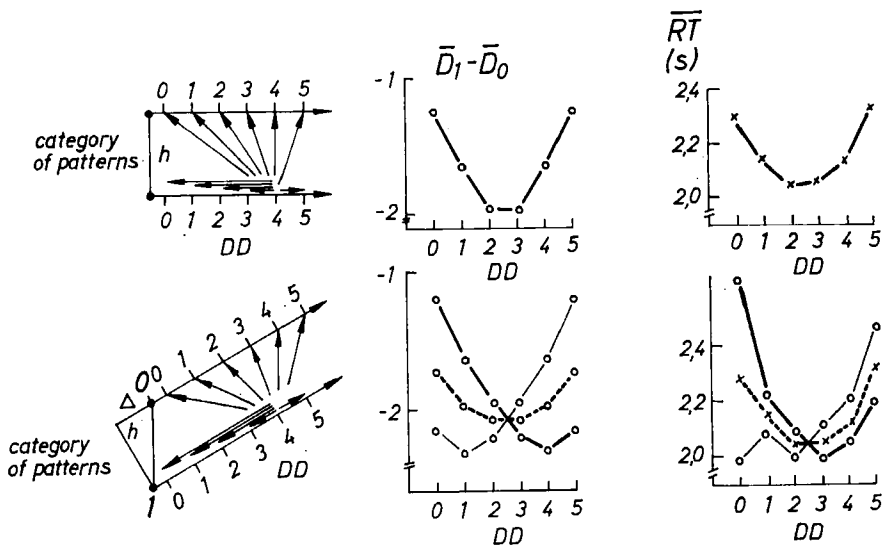 D̄₁-D̄₀
R̄T̄
(s)
0 1 2 3 4 5
category
of patterns
h
0 1 2 3 4 5
DD
-1
-2
0 1 2 3 4 5
DD
2,4
2,2
2,0
0 1 2 3 4 5
DD
Δ0
0 1 2 3 4 5
h
category
of patterns
1
0 1 2 3 4 5
DD
-1
-2
0 1 2 3 4 5
DD
2,4
2,2
2,0
0 1 2 3 4 5
DD